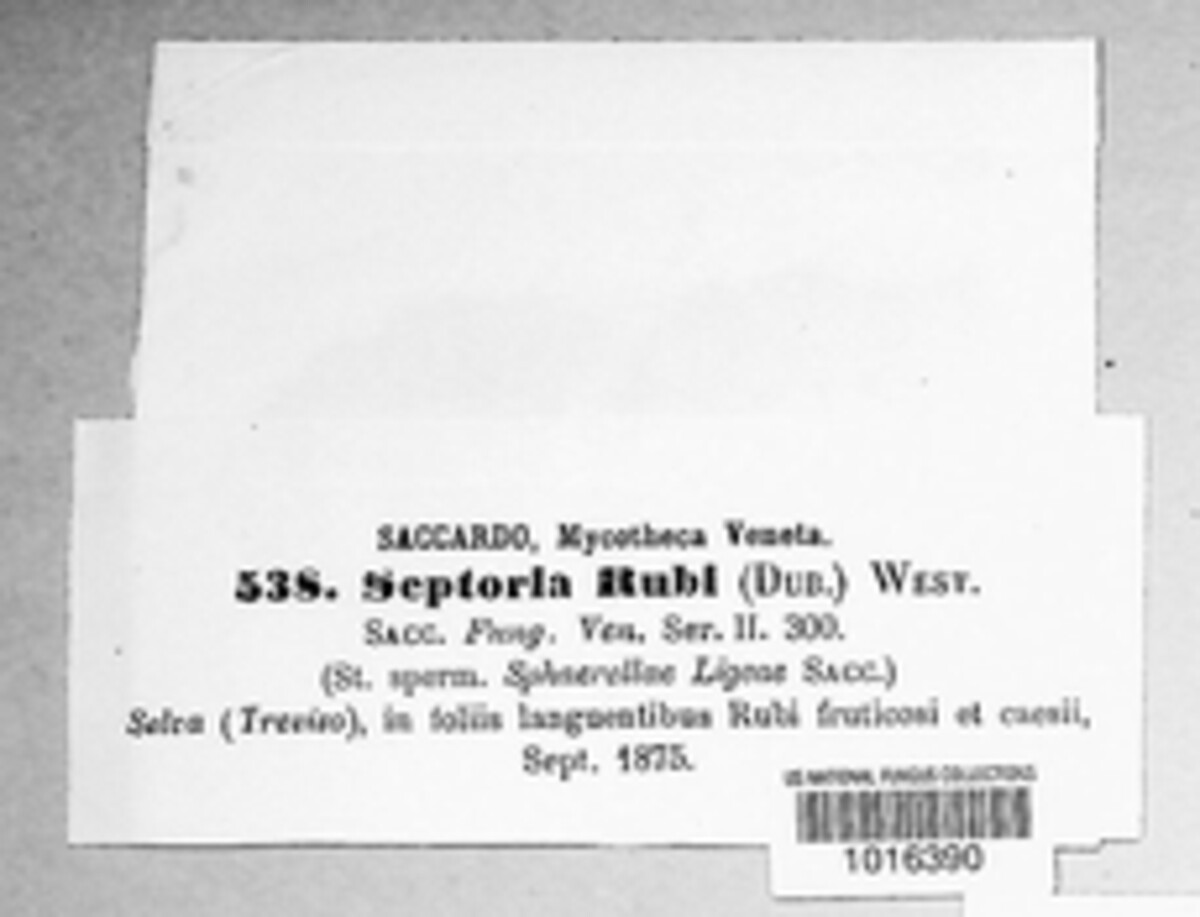 SACCARDO, Mycotheca Veneta.
538. Septoria Rubi (DUB.) WEST.
SACC. Fung. Ven. Ser. II. 300.
(St. sperm. Sphaerellae Ligeae SACC.)
Selva (Treviso), in foliis languentibus Rubi fruticosi et caesii,
Sept. 1875.
US NATIONAL FUNGUS COLLECTIONS
1016390